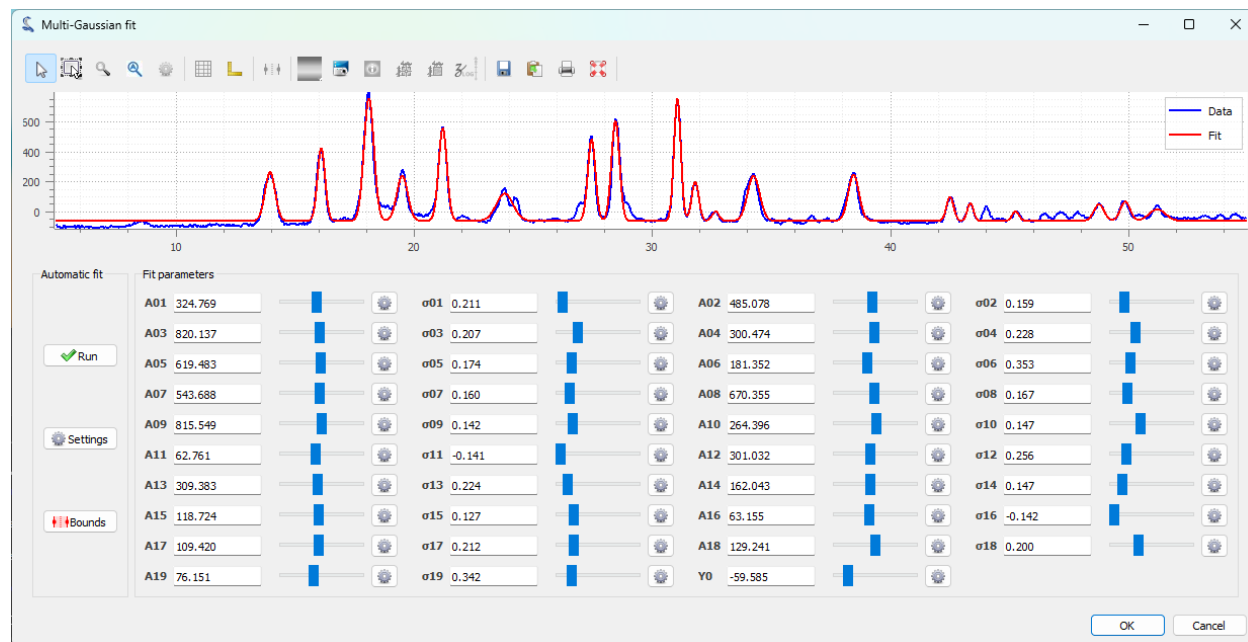 Multi-Gaussian fit
600
400
200
0
10 20 30 40 50
Data
Fit
Automatic fit
Fit parameters
A01 324.769 σ01 0.211 A02 485.078 σ02 0.159
A03 820.137 σ03 0.207 A04 300.474 σ04 0.228
Run
A05 619.483 σ05 0.174 A06 181.352 σ06 0.353
A07 543.688 σ07 0.160 A08 670.355 σ08 0.167
A09 815.549 σ09 0.142 A10 264.396 σ10 0.147
Settings
A11 62.761 σ11 -0.141 A12 301.032 σ12 0.256
A13 309.383 σ13 0.224 A14 162.043 σ14 0.147
Bounds
A15 118.724 σ15 0.127 A16 63.155 σ16 -0.142
A17 109.420 σ17 0.212 A18 129.241 σ18 0.200
A19 76.151 σ19 0.342 Y0 -59.585
OK Cancel